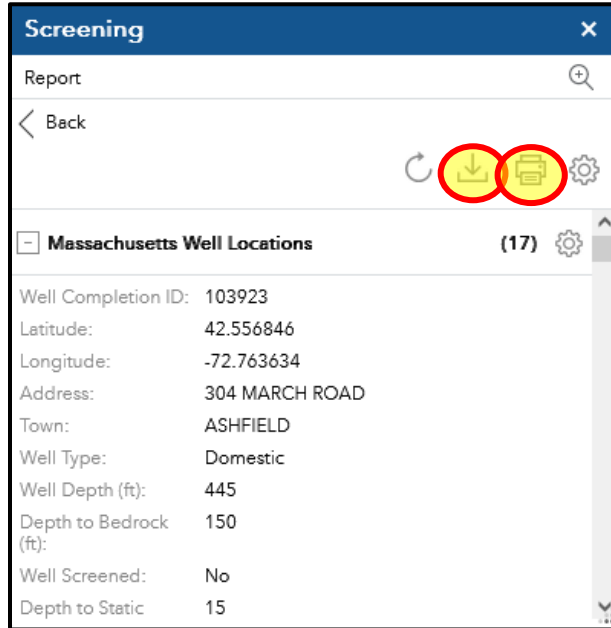 Screening
Report
Back
Massachusetts Well Locations (17)
Well Completion ID: 103923
Latitude: 42.556846
Longitude: -72.763634
Address: 304 MARCH ROAD
Town: ASHFIELD
Well Type: Domestic
Well Depth (ft): 445
Depth to Bedrock 150
(ft):
Well Screened: No
Depth to Static 15